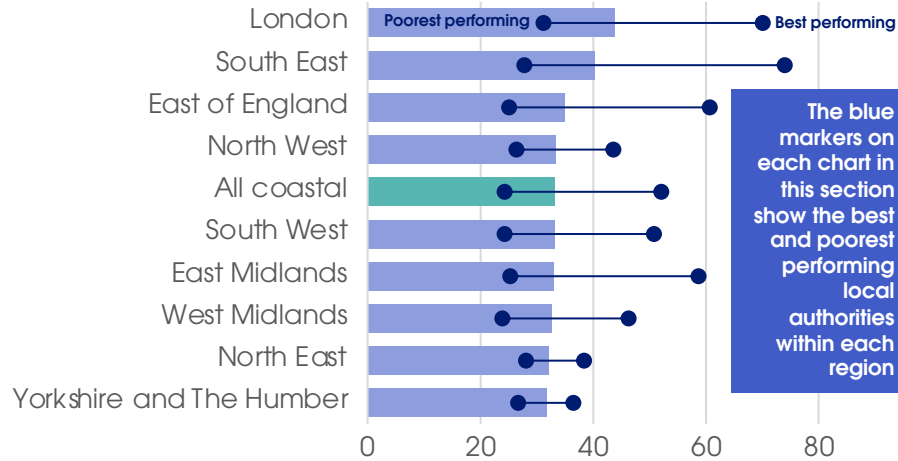 London
Poorest performing
Best performing
South East
East of England
North West
All coastal
South West
East Midlands
West Midlands
North East
Yorkshire and The Humber
The blue
markers on
each chart in
this section
show the best
and poorest
performing
local
authorities
within each
region
0 20 40 60 80